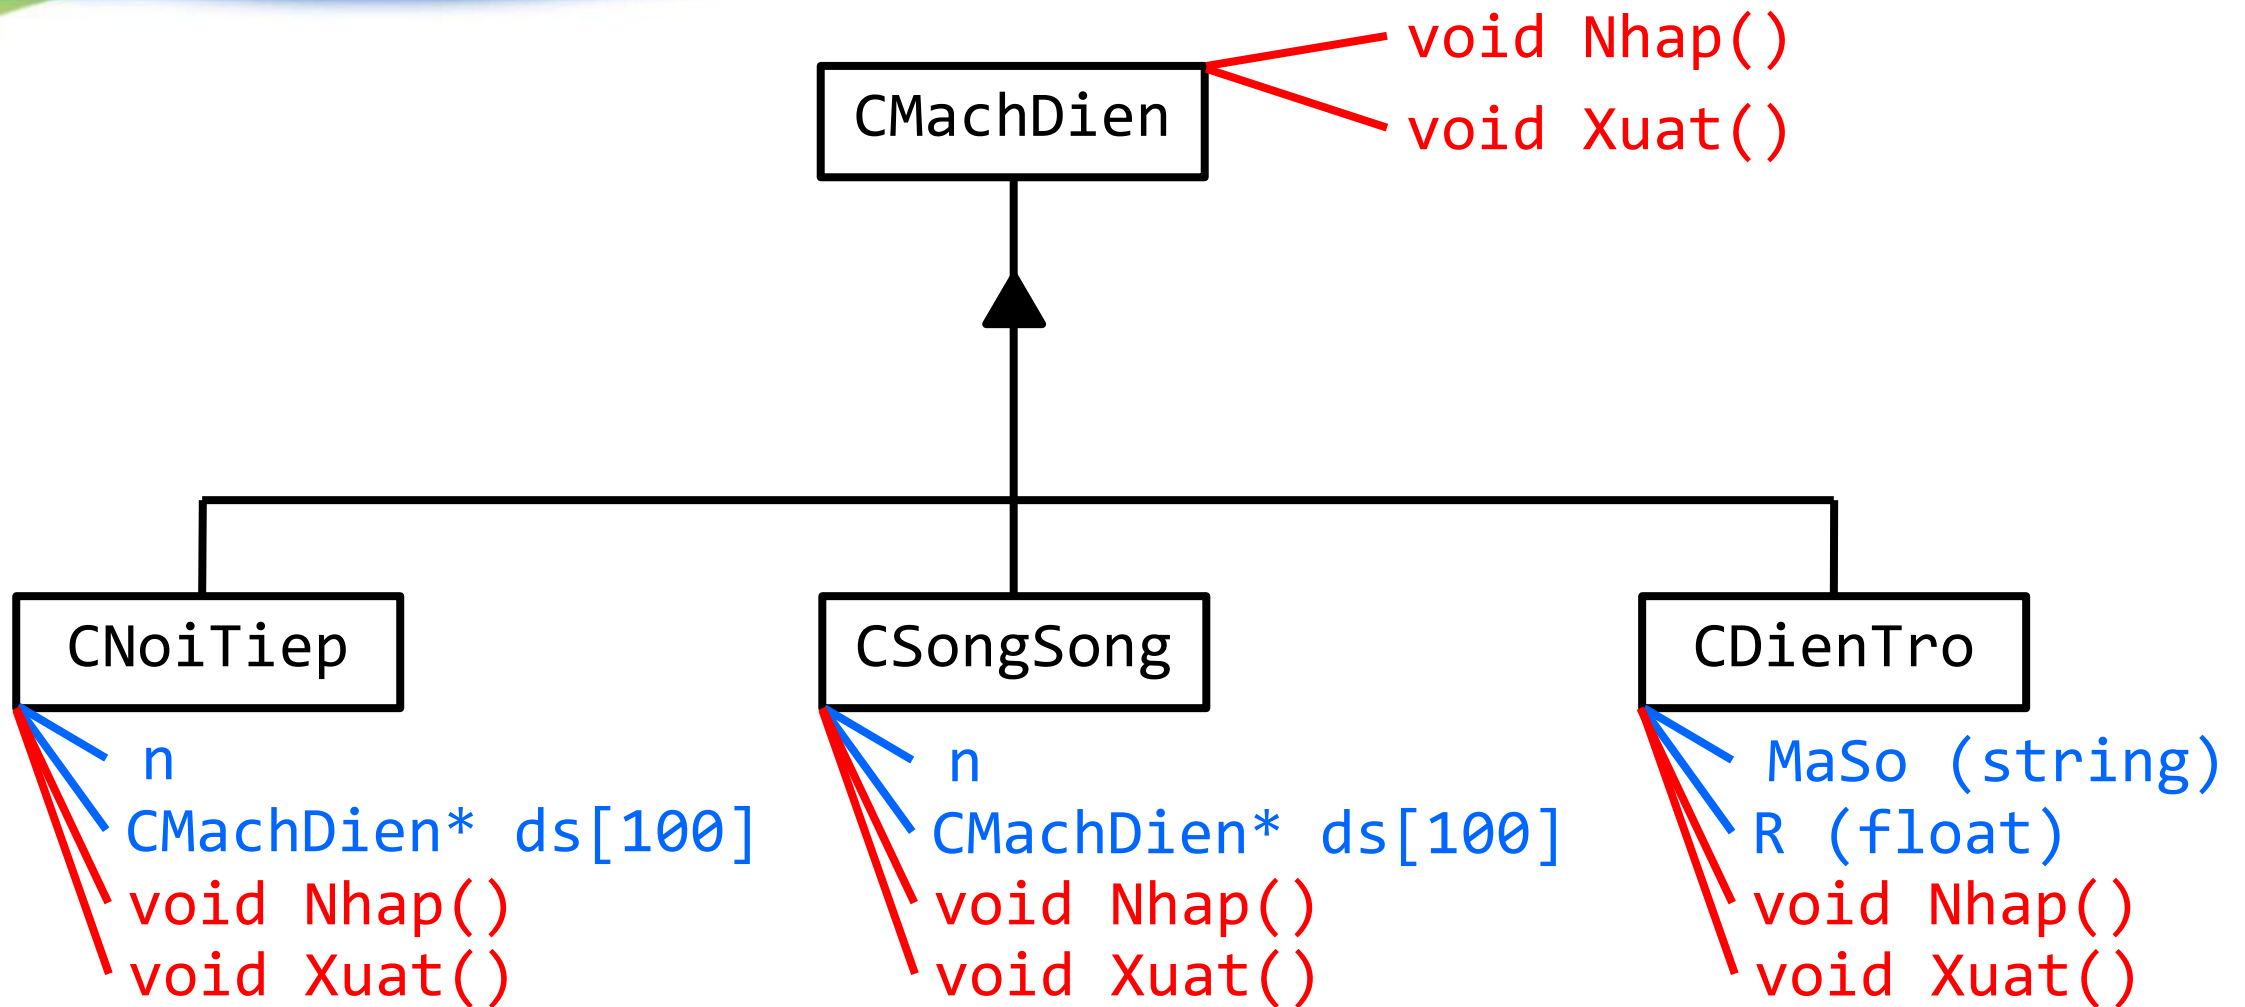 void Nhap()
CMachDien
void Xuat()
CNoiTiep
CSongSong
CDienTro
n
CMachDien* ds[100]
void Nhap()
void Xuat()
n
CMachDien* ds[100]
void Nhap()
void Xuat()
MaSo (string)
R (float)
void Nhap()
void Xuat()